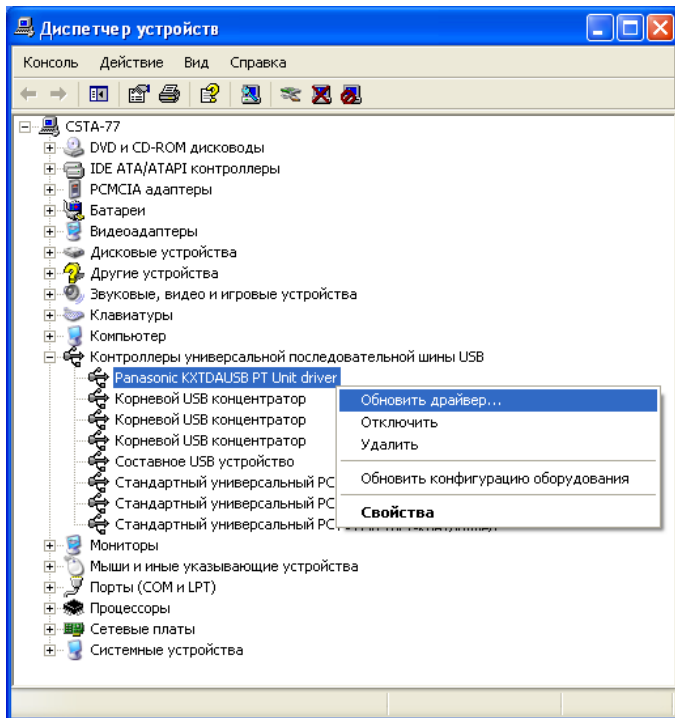 Диспетчер устройств
Консоль Действие Вид Справка
CSTA-77
DVD и CD-ROM дисководы
IDE ATA/ATAPI контроллеры
PCMCIA адаптеры
Батареи
Видеоадаптеры
Дисковые устройства
Другие устройства
Звуковые, видео и игровые устройства
Клавиатуры
Компьютер
Контроллеры универсальной последовательной шины USB
Panasonic KXTDAUSB PT Unit driver
Корневой USB концентратор
Корневой USB концентратор
Корневой USB концентратор
Составное USB устройство
Стандартный универсальный PC
Стандартный универсальный PC
Стандартный универсальный
Обновить драйвер...
Отключить
Удалить
Обновить конфигурацию оборудования
Свойства
Мониторы
Мыши и иные указывающие устройства
Порты (COM и LPT)
Процессоры
Сетевые платы
Системные устройства